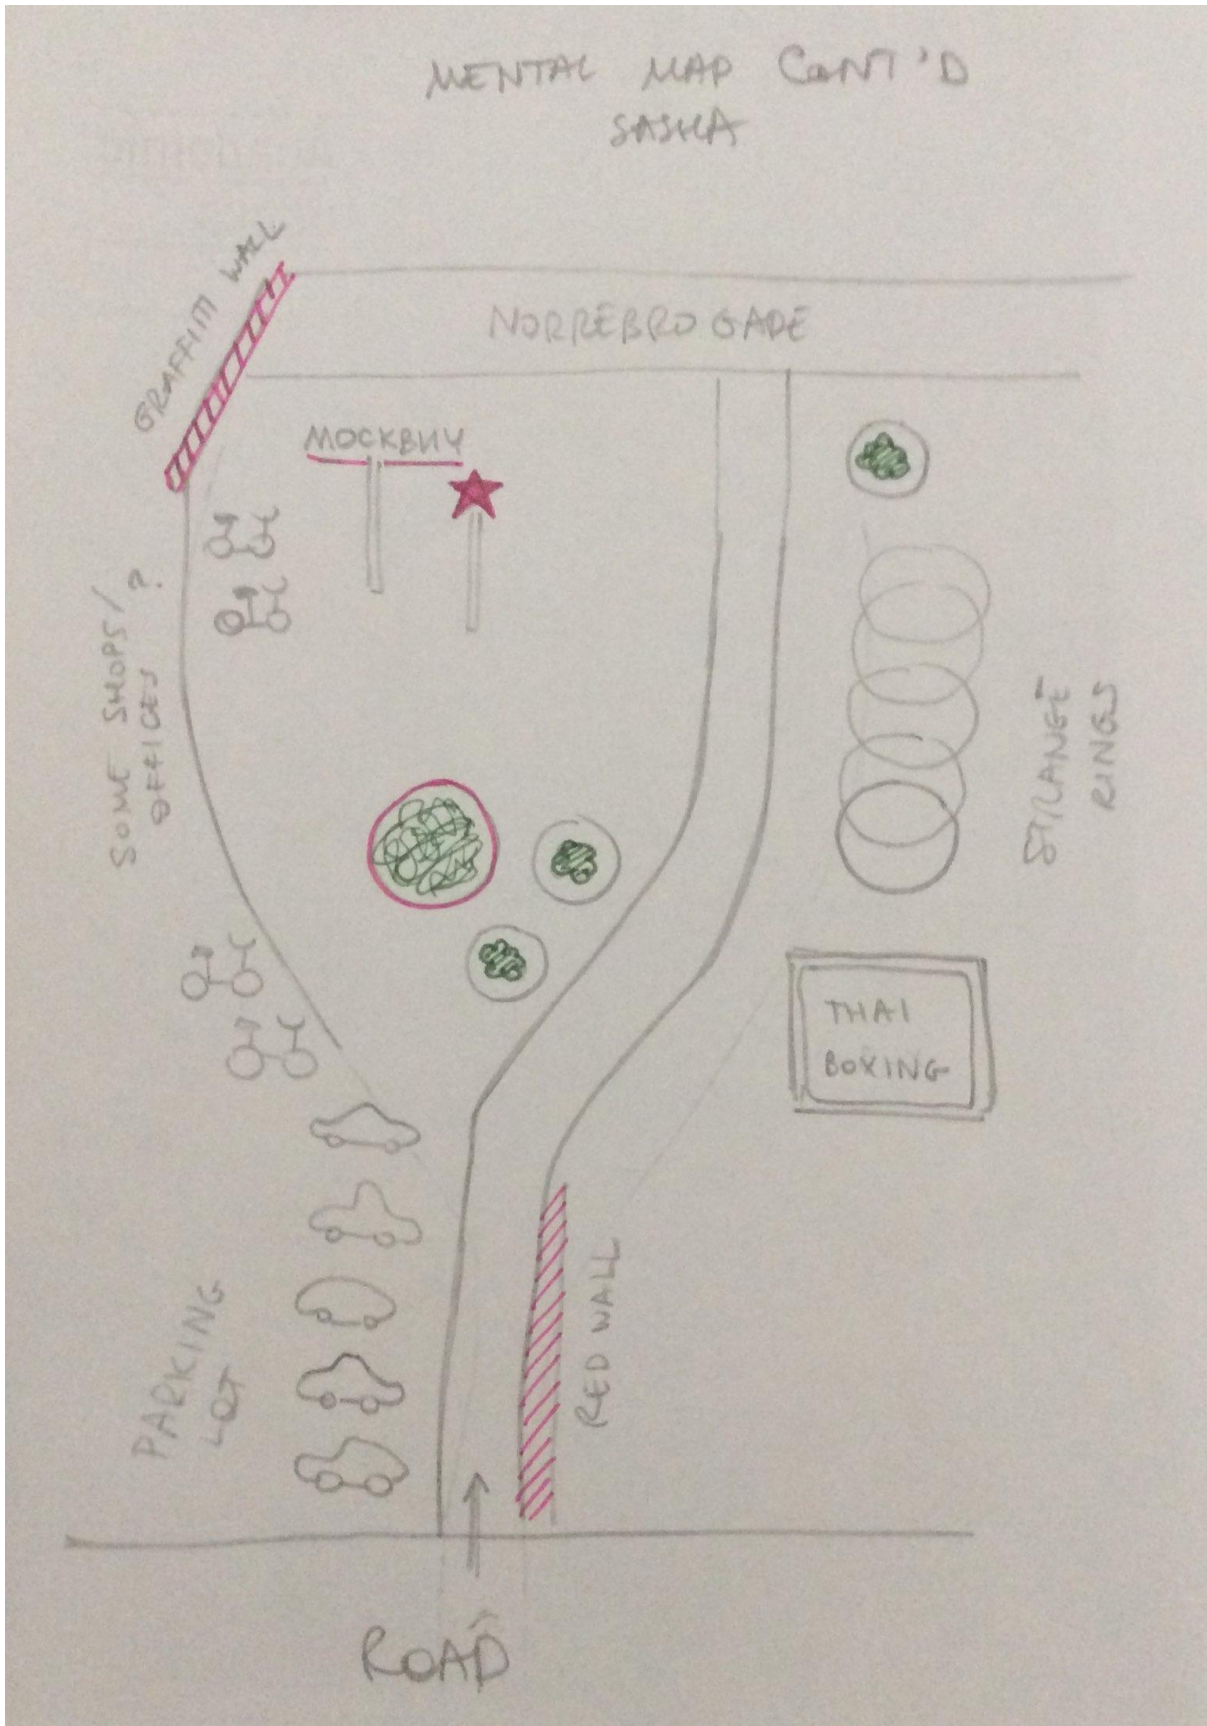 MENTAL MAP CONT'D
SASHA
GRAFFITI WALL
NORREBROGADE
МОСКВИЧ
SOME SHOPS/
OFFICES ?
STRANGE
RINGS
THAI
BOXING
RED WALL
PARKING
LOT
ROAD